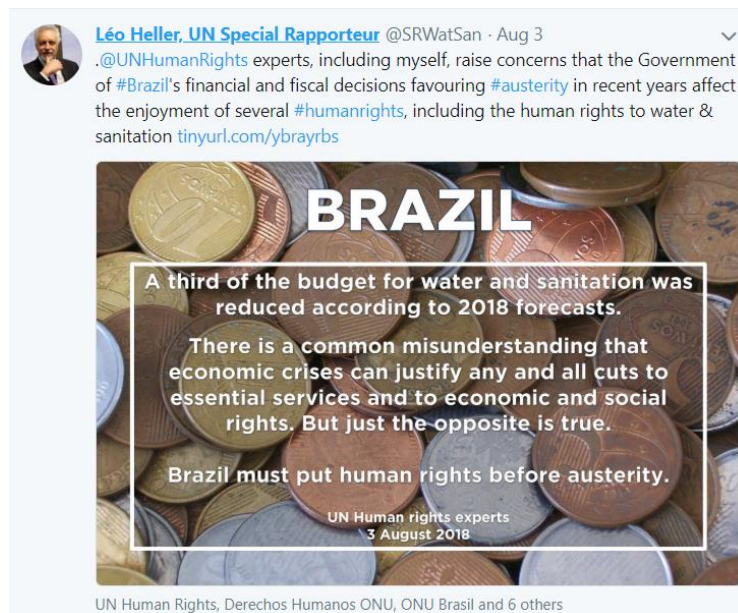 Léo Heller, UN Special Rapporteur @SRWatSan · Aug 3
.@UNHumanRights experts, including myself, raise concerns that the Government
of #Brazil's financial and fiscal decisions favouring #austerity in recent years affect
the enjoyment of several #humanrights, including the human rights to water &
sanitation tinyurl.com/ybrayrbs
BRAZIL
A third of the budget for water and sanitation was
reduced according to 2018 forecasts.
There is a common misunderstanding that
economic crises can justify any and all cuts to
essential services and to economic and social
rights. But just the opposite is true.
Brazil must put human rights before austerity.
UN Human rights experts
3 August 2018
UN Human Rights, Derechos Humanos ONU, ONU Brasil and 6 others